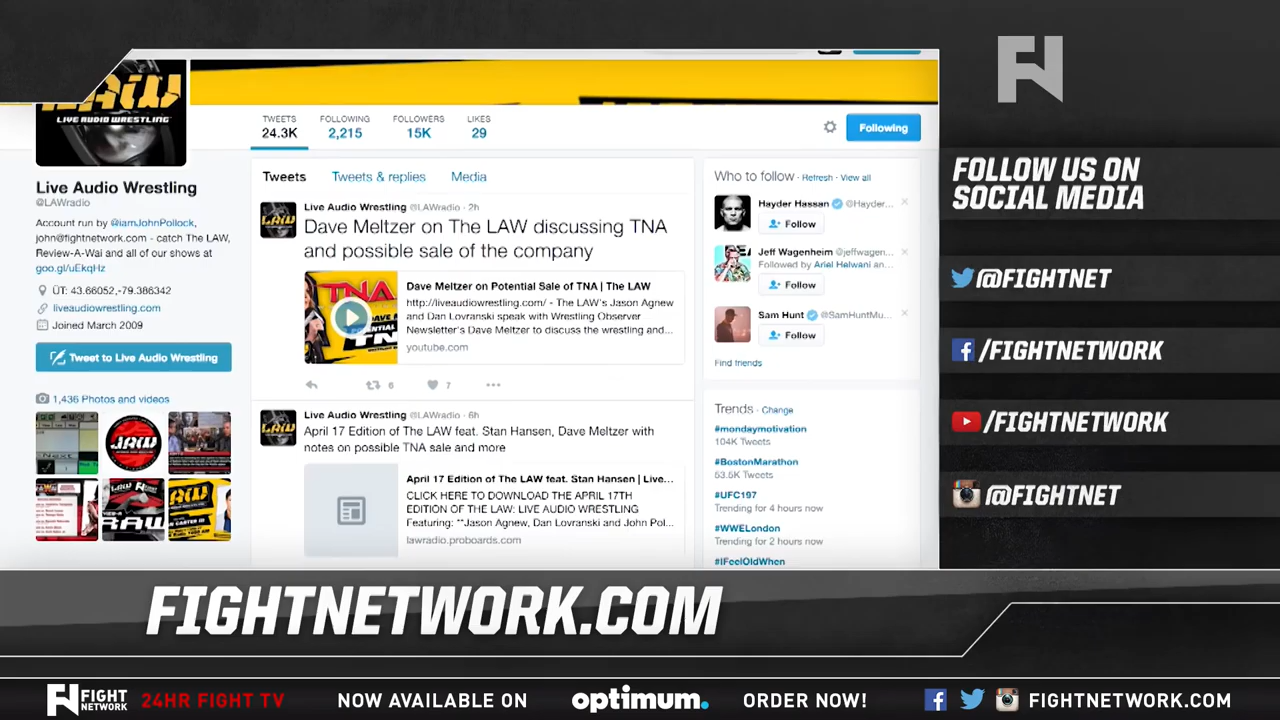 LAW
LIVE AUDIO WRESTLING
TWEETS
24.3K
FOLLOWING
2,215
FOLLOWERS
15K
LIKES
29
Following
Live Audio Wrestling
@LAWradio
Account run by @iamJohnPollock,
john@fightnetwork.com - catch The LAW,
Review-A-Wai and all of our shows at
goo.gl/uEkqHz
ÜT: 43.66052,-79.386342
liveaudiowrestling.com
Joined March 2009
Tweet to Live Audio Wrestling
1,436 Photos and videos
Tweets
Tweets & replies
Media
Live Audio Wrestling @LAWradio · 2h
Dave Meltzer on The LAW discussing TNA
and possible sale of the company
TNA
Dave Meltzer on Potential Sale of TNA | The LAW
http://liveaudiowrestling.com/ - The LAW's Jason Agnew
and Dan Lovranski speak with Wrestling Observer
Newsletter's Dave Meltzer to discuss the wrestling and...
youtube.com
6
7
Live Audio Wrestling @LAWradio · 6h
April 17 Edition of The LAW feat. Stan Hansen, Dave Meltzer with
notes on possible TNA sale and more
April 17 Edition of The LAW feat. Stan Hansen | Live...
CLICK HERE TO DOWNLOAD THE APRIL 17TH
EDITION OF THE LAW: LIVE AUDIO WRESTLING
Featuring: **Jason Agnew, Dan Lovranski and John Pol...
lawradio.proboards.com
Who to follow · Refresh · View all
Hayder Hassan @Hayder...
Follow
Jeff Wagenheim @jeffwagen...
Followed by Ariel Helwani an...
Follow
Sam Hunt @SamHuntMu...
Follow
Find friends
Trends · Change
#mondaymotivation
104K Tweets
#BostonMarathon
53.5K Tweets
#UFC197
Trending for 4 hours now
#WWELondon
Trending for 2 hours now
#IFeelOldWhen
FOLLOW US ON
SOCIAL MEDIA
@FIGHTNET
/FIGHTNETWORK
/FIGHTNETWORK
@FIGHTNET
FIGHTNETWORK.COM
FIGHT
NETWORK
24HR FIGHT TV
NOW AVAILABLE ON
optimum.
ORDER NOW!
FIGHTNETWORK.COM